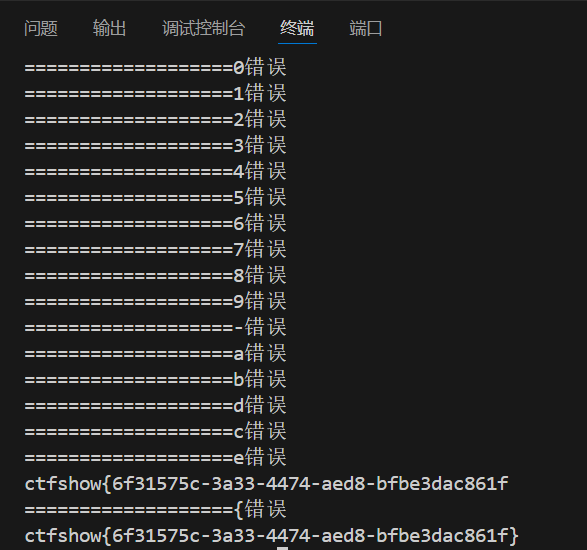 问题 输出 调试控制台 终端 端口
===================0错误
===================1错误
===================2错误
===================3错误
===================4错误
===================5错误
===================6错误
===================7错误
===================8错误
===================9错误
===================-错误
===================a错误
===================b错误
===================d错误
===================c错误
===================e错误
ctfshow{6f31575c-3a33-4474-aed8-bfbe3dac861f
==================={错误
ctfshow{6f31575c-3a33-4474-aed8-bfbe3dac861f}